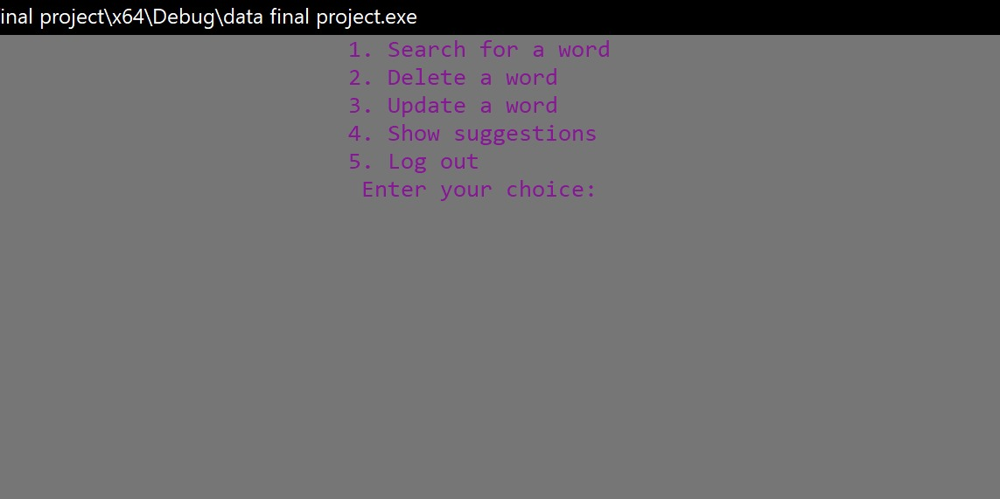 inal project\x64\Debug\data final project.exe
1. Search for a word
2. Delete a word
3. Update a word
4. Show suggestions
5. Log out
Enter your choice: